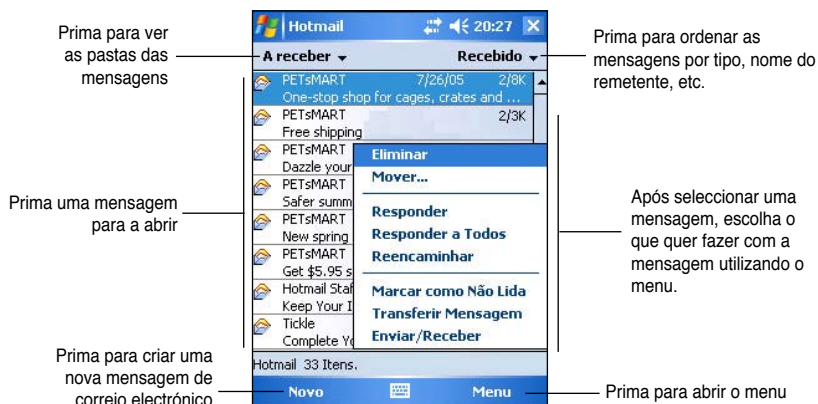 Prima para ver
as pastas das
mensagens
Hotmail 20:27
A receber Recebido
Prima para ordenar as
mensagens por tipo, nome do
remetente, etc.
PETsMART 7/26/05 2/8K
One-stop shop for cages, crates and ...
PETsMART 2/3K
Free shipping
PETsMART
Dazzle your
PETsMART
Safer summ
PETsMART
New spring
PETsMART
Get $5.95 s
Hotmail Staf
Keep Your I
Tickle
Complete Yo
Eliminar
Mover...
Responder
Responder a Todos
Reencaminhar
Marcar como Não Lida
Transferir Mensagem
Enviar/Receber
Prima uma mensagem
para a abrir
Após seleccionar uma
mensagem, escolha o
que quer fazer com a
mensagem utilizando o
menu.
Hotmail 33 Itens.
Novo Menu
Prima para criar uma
nova mensagem de
correio electrónico
Prima para abrir o menu